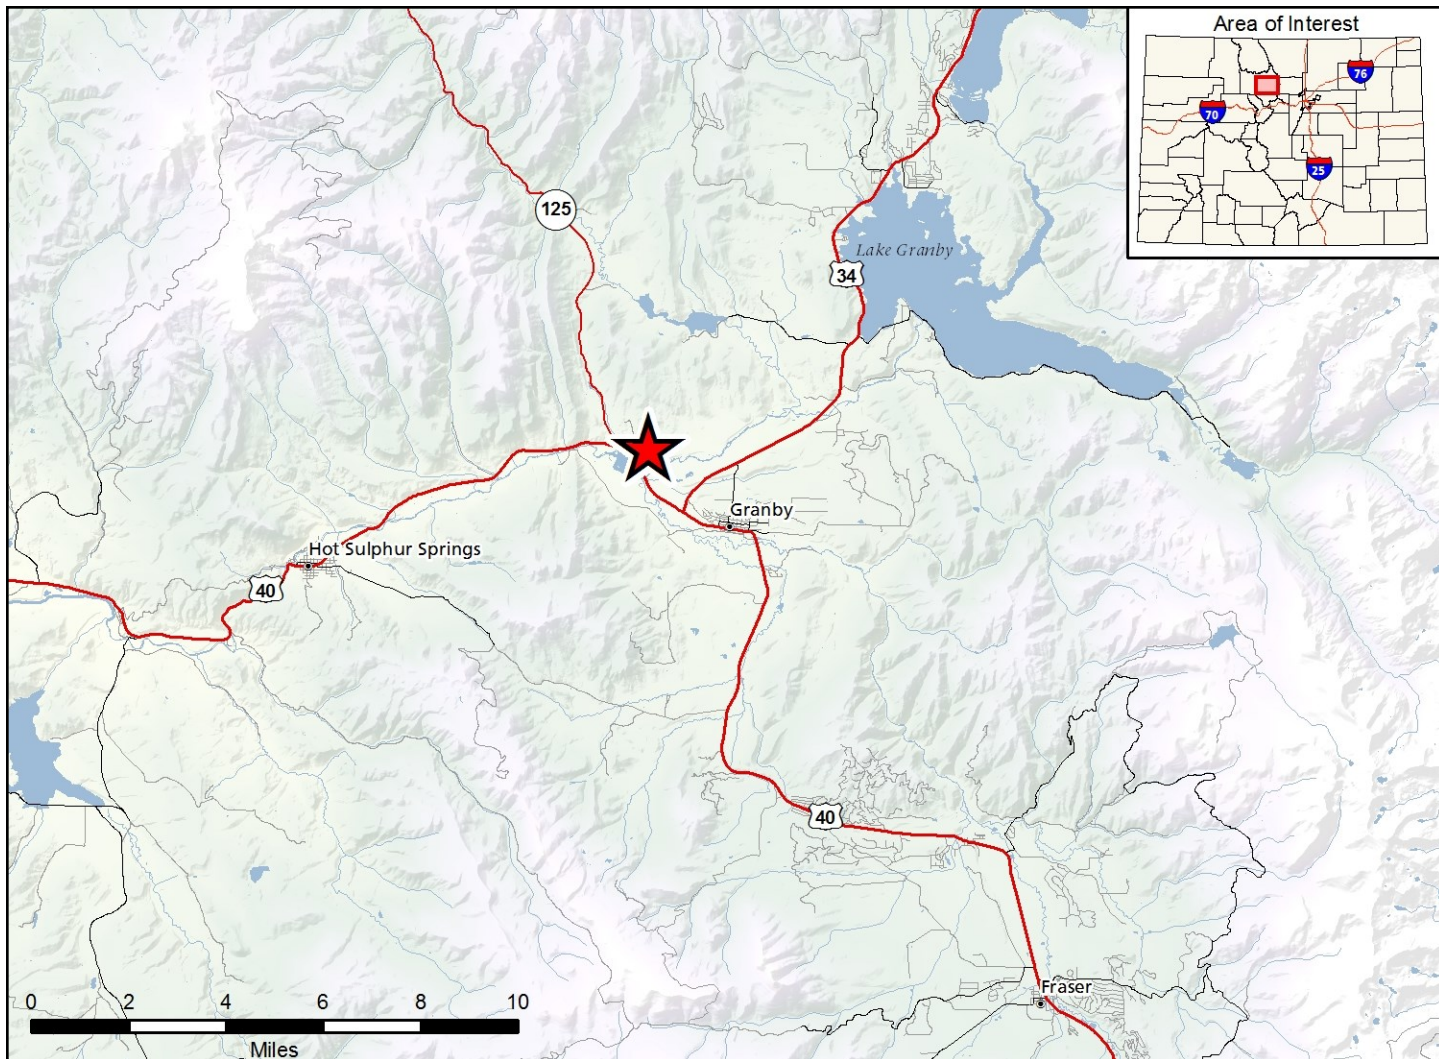 Area of Interest
76
70
25
125
Lake Granby
34
Granby
Hot Sulphur Springs
40
40
Fraser
0 2 4 6 8 10
Miles